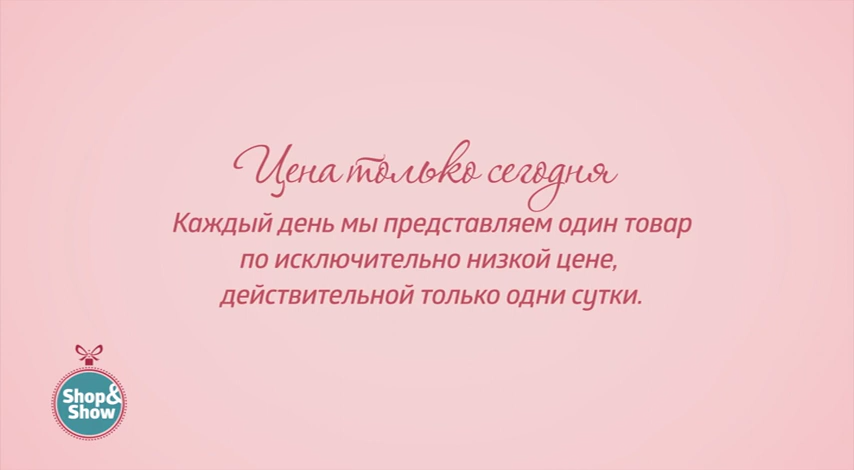 Цена только сегодня
Каждый день мы представляем один товар
по исключительно низкой цене,
действительной только одни сутки.
Shop&
Show